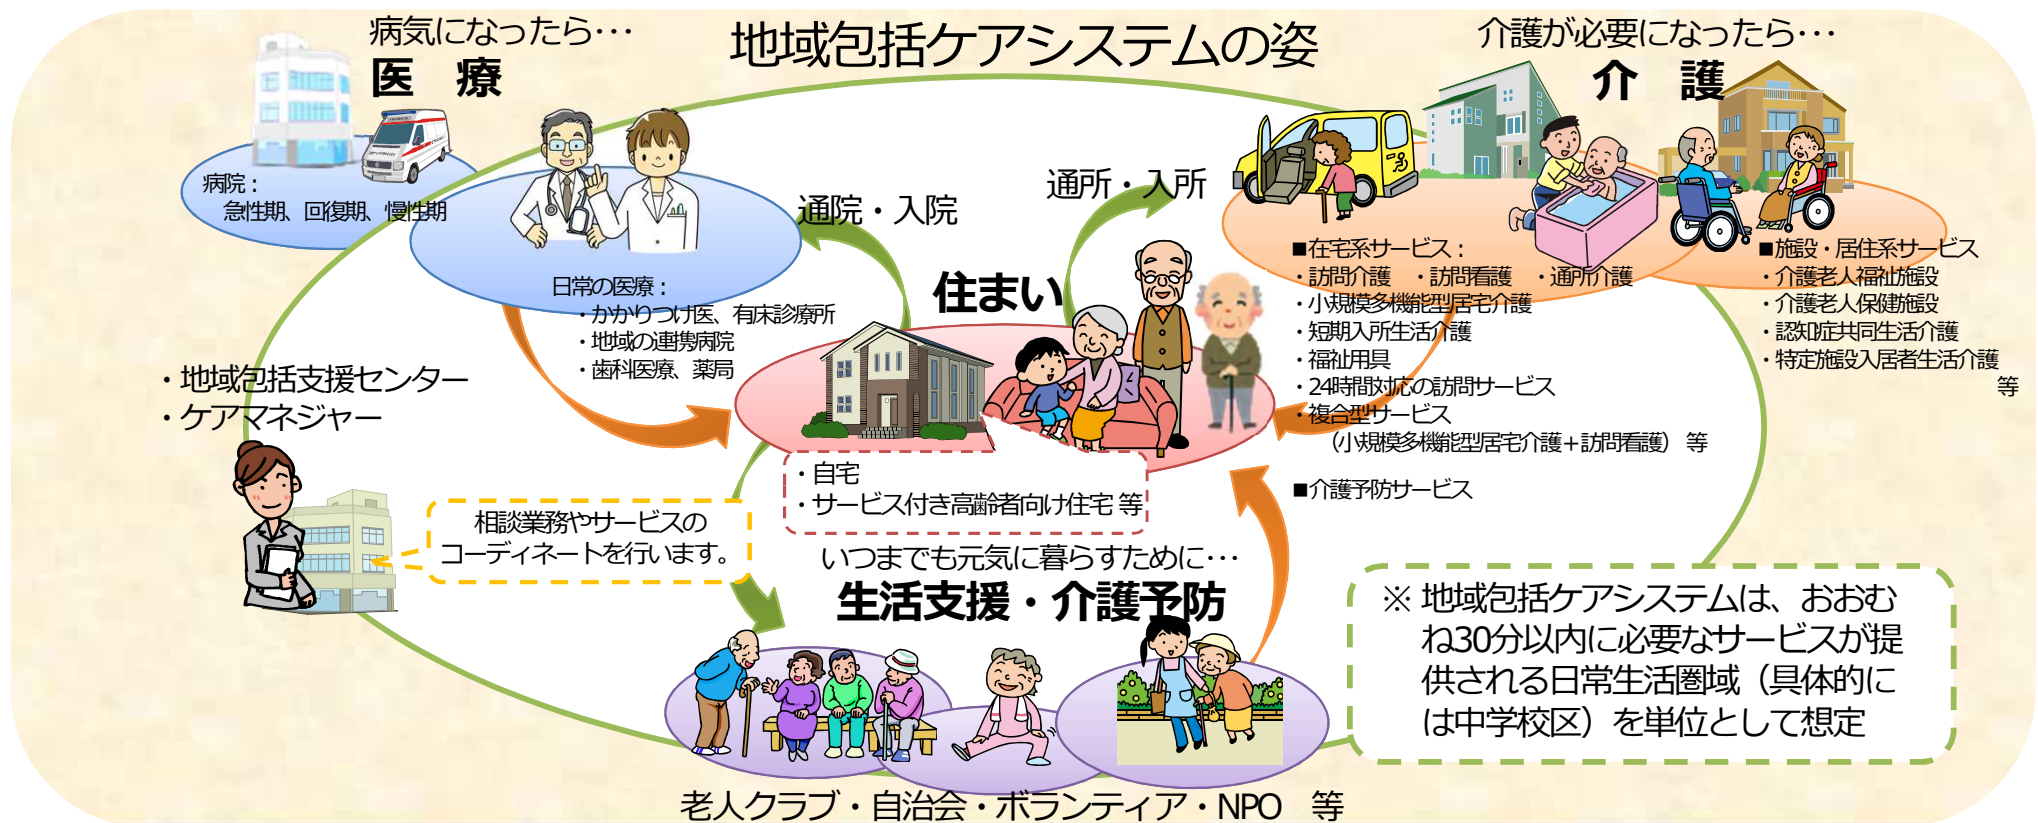 地域包括ケアシステムの姿
病気になったら･･･
医　療
病院：
急性期、回復期、慢性期
日常の医療：
・かかりつけ医、有床診療所
・地域の連携病院
・歯科医療、薬局
通院・入院
通所・入所
住まい
・自宅
・サービス付き高齢者向け住宅 等
介護が必要になったら･･･
介　護
■在宅系サービス：
・訪問介護　・訪問看護　・通所介護
・小規模多機能型居宅介護
・短期入所生活介護
・福祉用具
・24時間対応の訪問サービス
・複合型サービス
（小規模多機能型居宅介護＋訪問看護） 等
■介護予防サービス
■施設・居住系サービス
・介護老人福祉施設
・介護老人保健施設
・認知症共同生活介護
・特定施設入居者生活介護
等
・地域包括支援センター
・ケアマネジャー
相談業務やサービスの
コーディネートを行います。
いつまでも元気に暮らすために･･･
生活支援・介護予防
老人クラブ・自治会・ボランティア・NPO　等
※ 地域包括ケアシステムは、おおむ
ね30分以内に必要なサービスが提
供される日常生活圏域（具体的に
は中学校区）を単位として想定